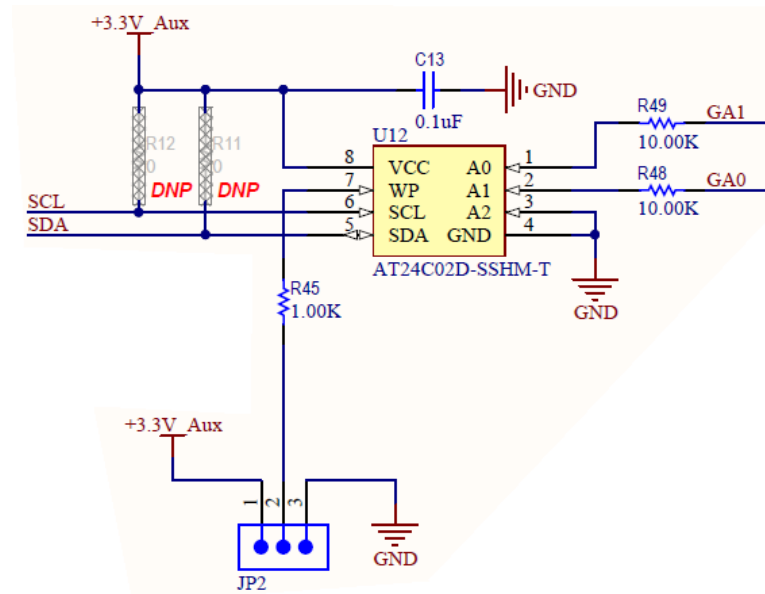 +3.3V_Aux
C13
GND
0.1uF
R12
0
DNP
R11
0
DNP
U12
R49
GA1
10.00K
R48
GA0
10.00K
8 VCC A0 1
7 WP A1 2
SCL 6 SCL A2 3
SDA 5 SDA GND 4
AT24C02D-SSHM-T
R45
1.00K
GND
+3.3V_Aux
1 2 3
GND
JP2